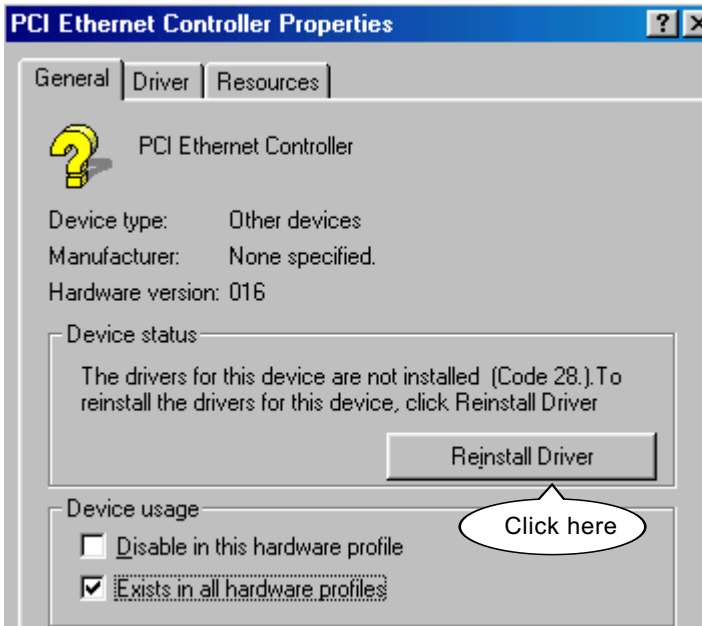 PCI Ethernet Controller Properties
? ×
General Driver Resources
PCI Ethernet Controller
Device type: Other devices
Manufacturer: None specified.
Hardware version: 016
Device status
The drivers for this device are not installed (Code 28.).To
reinstall the drivers for this device, click Reinstall Driver
Reinstall Driver
Click here
Device usage
Disable in this hardware profile
Exists in all hardware profiles